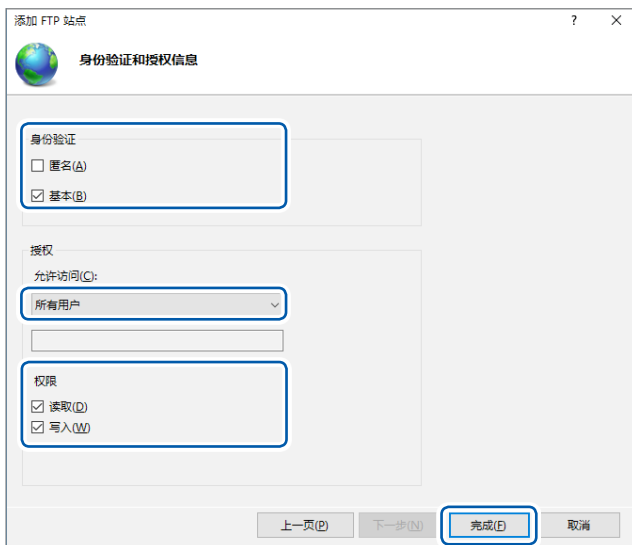 添加 FTP 站点
?
身份验证和授权信息
身份验证
匿名(A)
基本(B)
授权
允许访问(C):
所有用户
权限
读取(D)
写入(W)
上一页(P) 下一步(N) 完成(F) 取消